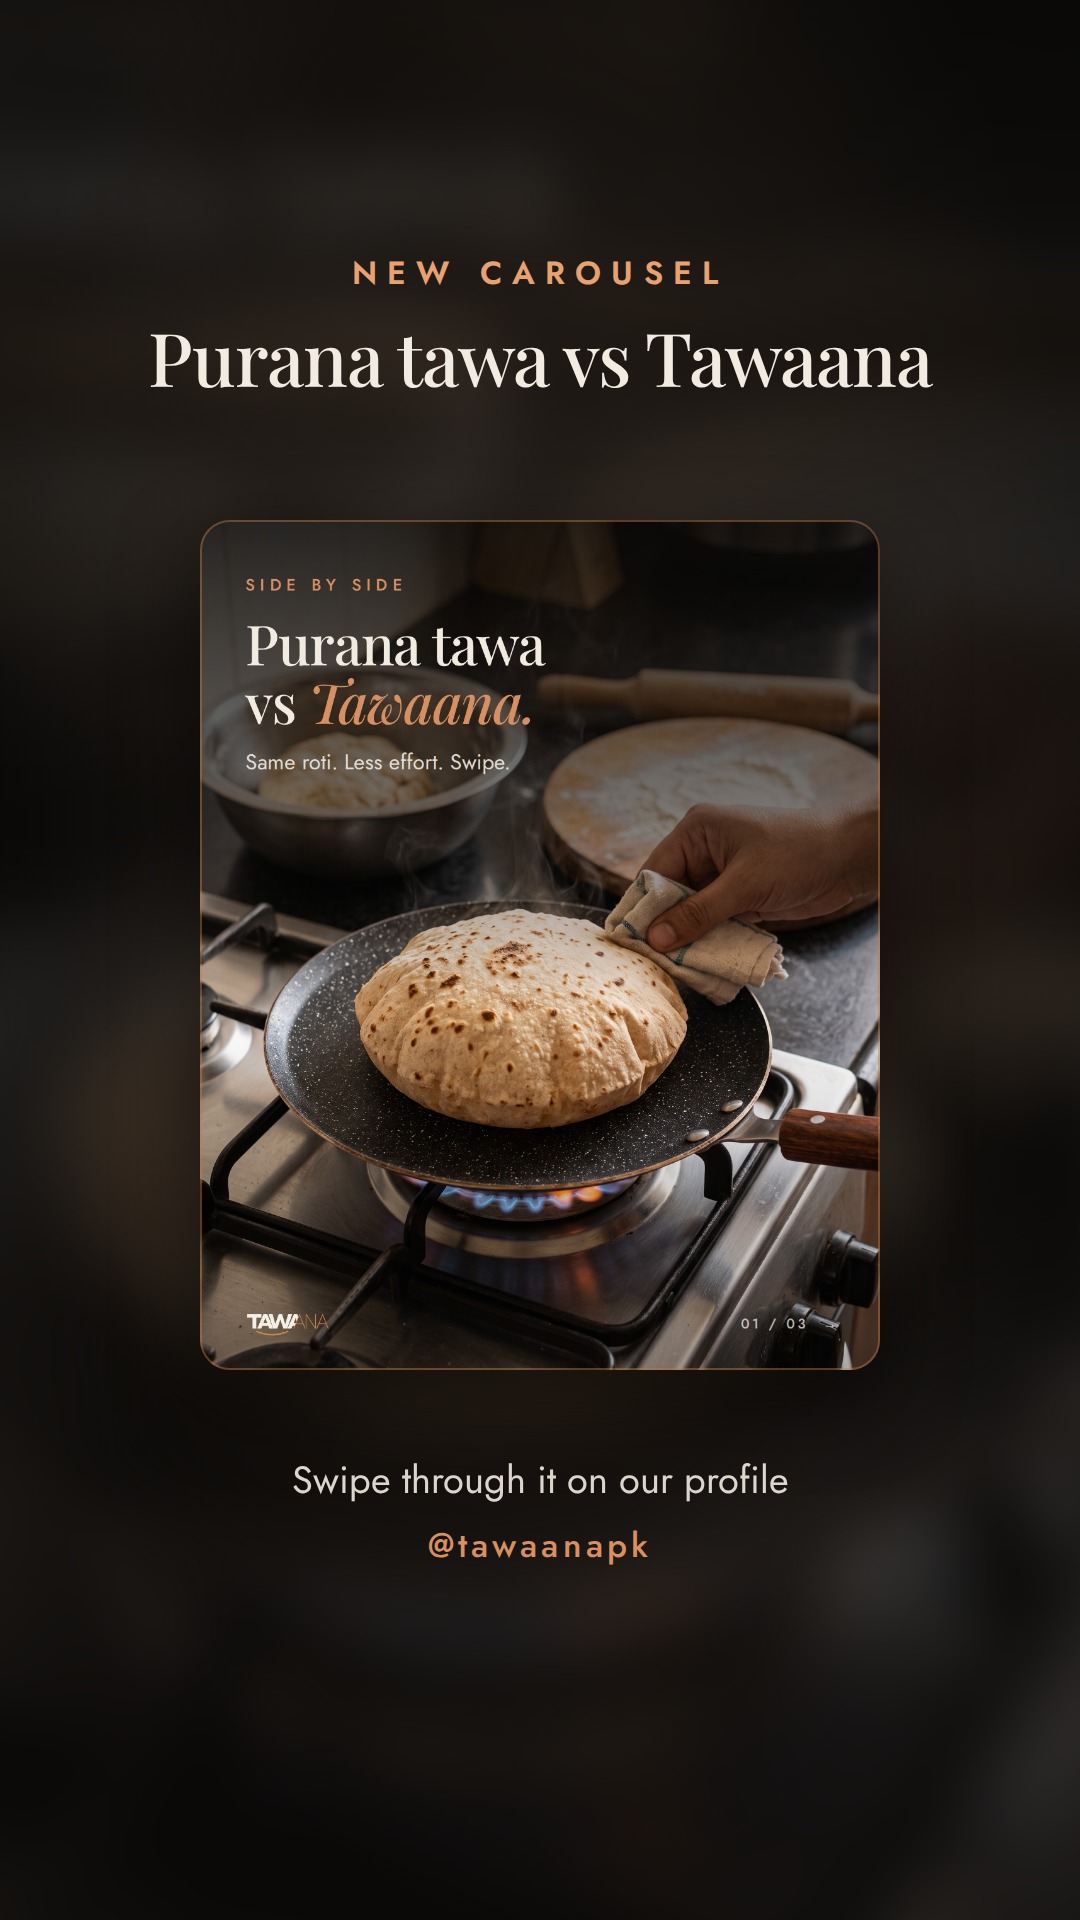 NEW CAROUSEL
Purana tawa vs Tawaana
SIDE BY SIDE
Purana tawa
vs Tawaana.
Same roti. Less effort. Swipe.
TAWAANA
01 / 03
Swipe through it on our profile
@tawaanapk